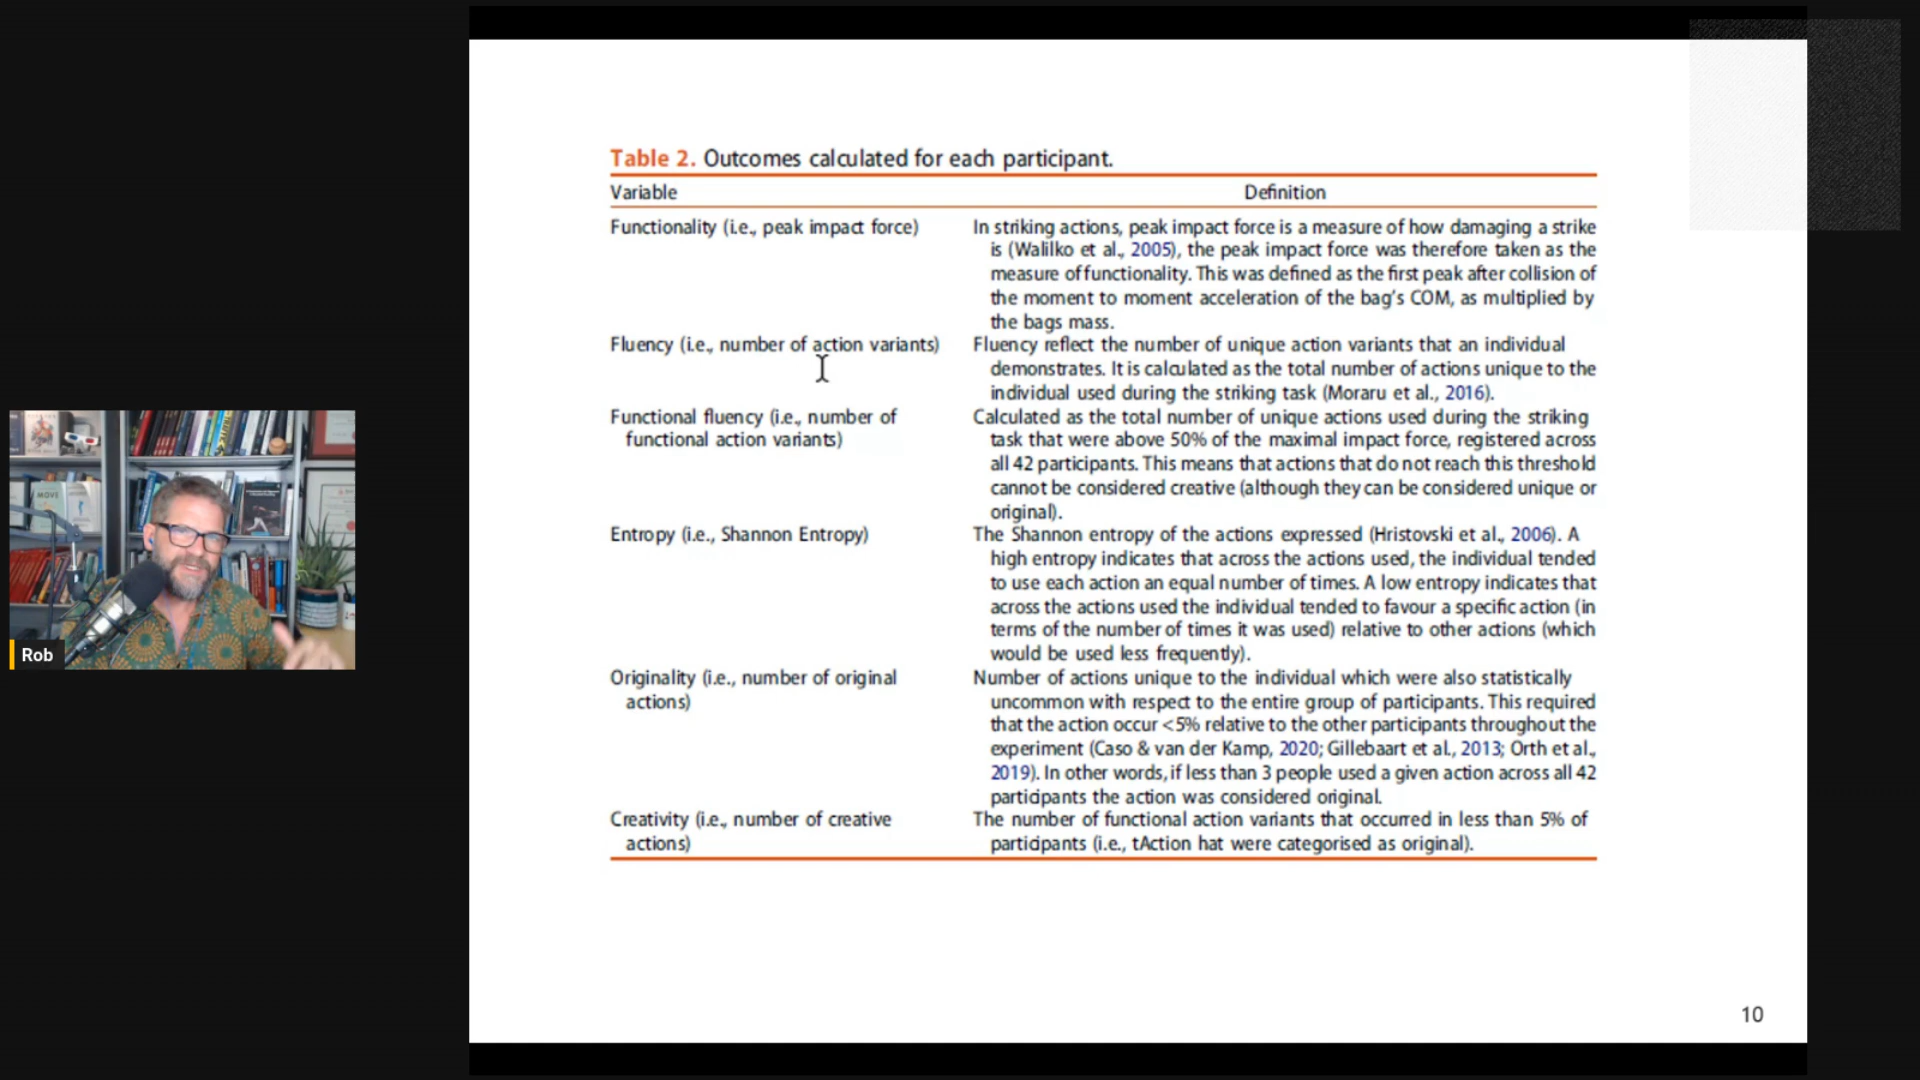 Table 2. Outcomes calculated for each participant.
Variable Definition
Functionality (i.e., peak impact force) In striking actions, peak impact force is a measure of how damaging a strike
is (Walilko et al., 2005), the peak impact force was therefore taken as the
measure of functionality. This was defined as the first peak after collision of
the moment to moment acceleration of the bag's COM, as multiplied by
the bags mass.
Fluency (i.e., number of action variants) Fluency reflect the number of unique action variants that an individual
demonstrates. It is calculated as the total number of actions unique to the
individual used during the striking task (Moraru et al., 2016).
Functional fluency (i.e., number of
functional action variants)
Calculated as the total number of unique actions used during the striking
task that were above 50% of the maximal impact force, registered across
all 42 participants. This means that actions that do not reach this threshold
cannot be considered creative (although they can be considered unique or
original).
Entropy (i.e., Shannon Entropy) The Shannon entropy of the actions expressed (Hristovski et al., 2006). A
high entropy indicates that across the actions used, the individual tended
to use each action an equal number of times. A low entropy indicates that
across the actions used the individual tended to favour a specific action (in
terms of the number of times it was used) relative to other actions (which
would be used less frequently).
Originality (i.e., number of original
actions)
Number of actions unique to the individual which were also statistically
uncommon with respect to the entire group of participants. This required
that the action occur <5% relative to the other participants throughout the
experiment (Caso & van der Kamp, 2020; Gillebaart et al., 2013; Orth et al.,
2019). In other words, if less than 3 people used a given action across all 42
participants the action was considered original.
Creativity (i.e., number of creative
actions)
The number of functional action variants that occurred in less than 5% of
participants (i.e., tAction hat were categorised as original).
10
MOVE
Rob